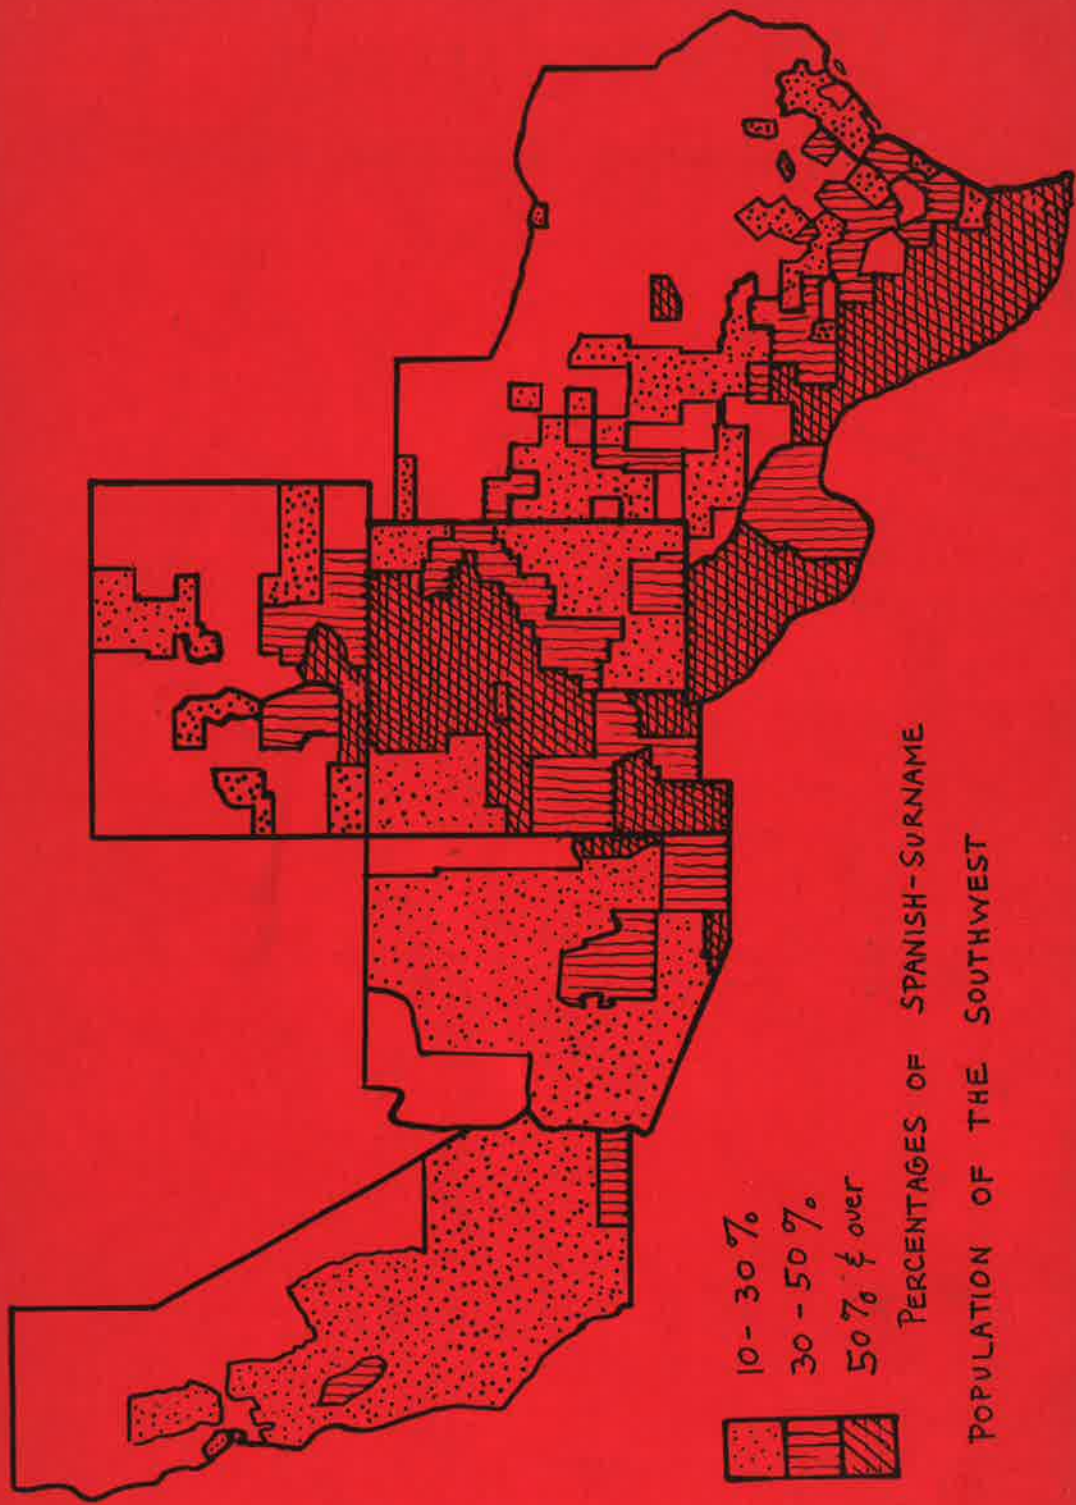 10-30%
30-50%
50% & over
PERCENTAGES OF SPANISH-SURNAME
POPULATION OF THE SOUTHWEST